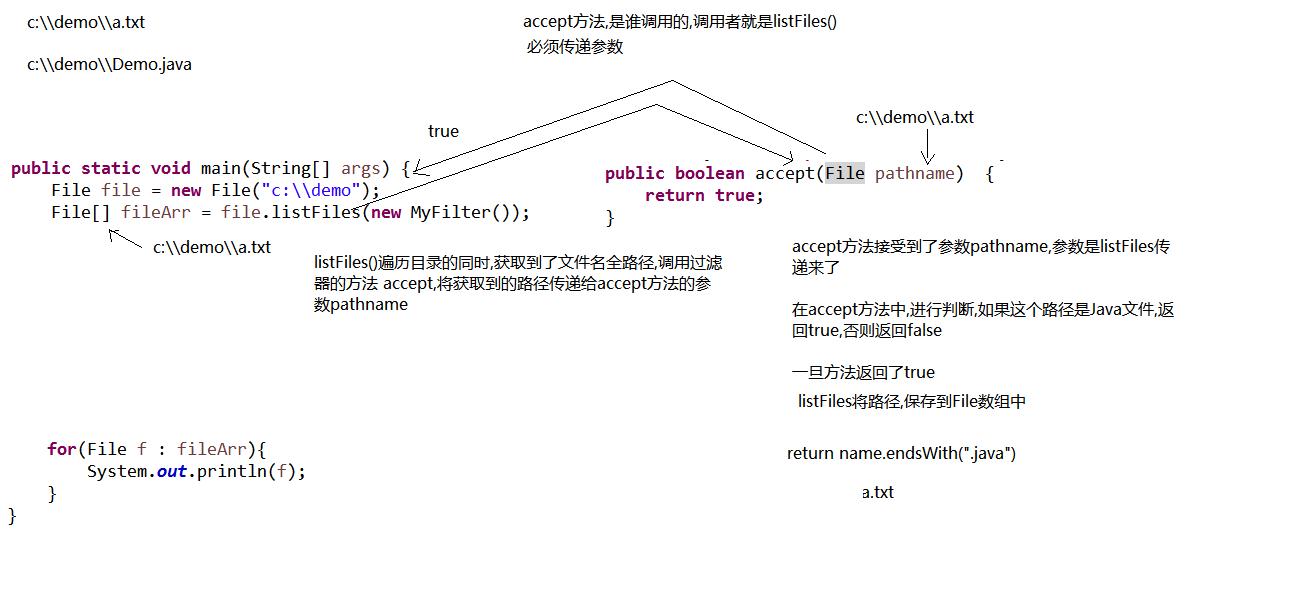 c:\\demo\\a.txt
c:\\demo\\Demo.java
accept方法,是谁调用的,调用者就是listFiles()
必须传递参数
true
c:\\demo\\a.txt
public static void main(String[] args) {
File file = new File("c:\\demo");
File[] fileArr = file.listFiles(new MyFilter());
c:\\demo\\a.txt
listFiles()遍历目录的同时,获取到了文件名全路径,调用过滤
器的方法 accept,将获取到的路径传递给accept方法的参
数pathname
public boolean accept(File pathname) {
return true;
}
accept方法接受到了参数pathname,参数是listFiles传
递来了
在accept方法中,进行判断,如果这个路径是Java文件,返
回true,否则返回false
一旦方法返回了true
listFiles将路径,保存到File数组中
return name.endsWith(".java")
a.txt
for(File f : fileArr){
System.out.println(f);
}
}